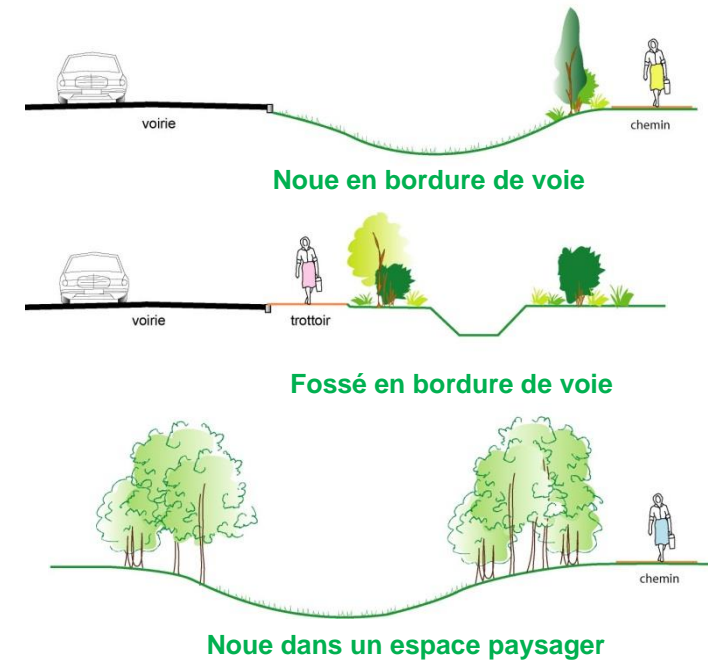 voirie
chemin
Noue en bordure de voie
voirie
trottoir
Fossé en bordure de voie
chemin
Noue dans un espace paysager